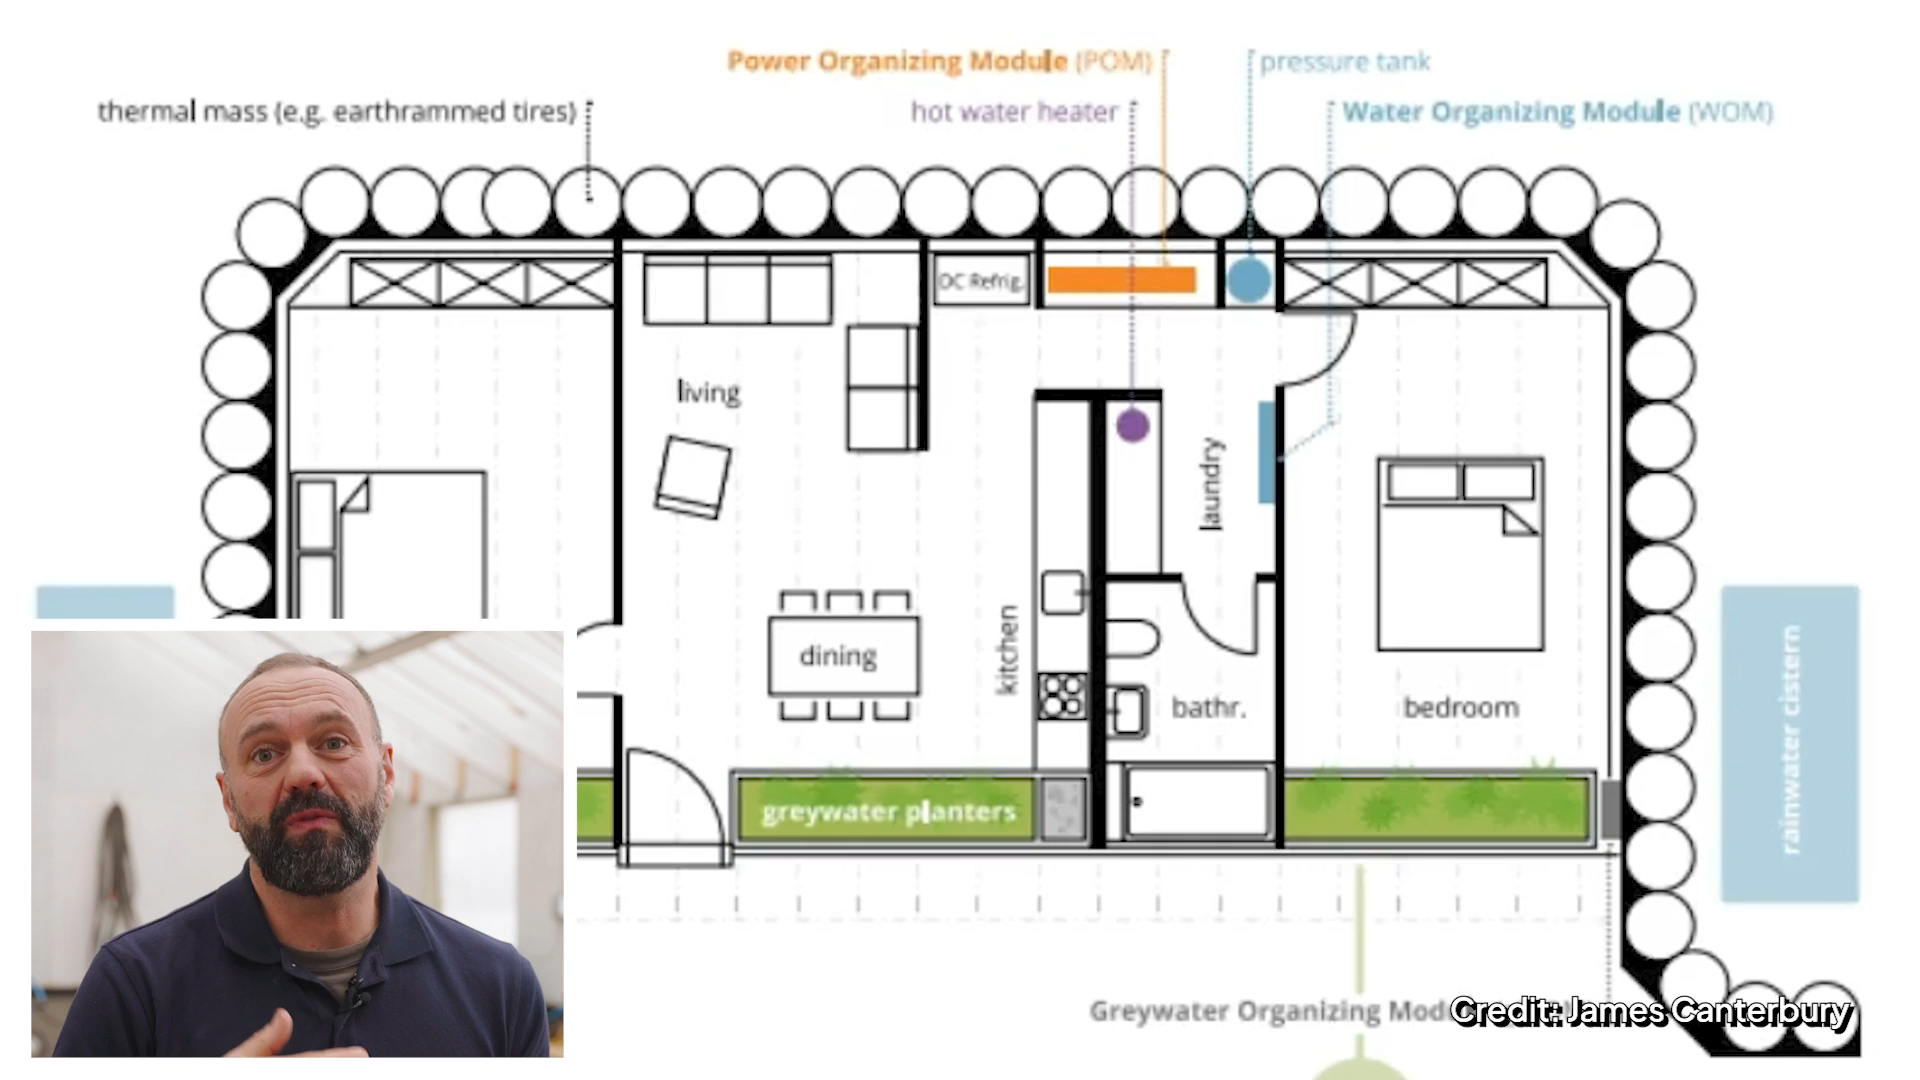 Power Organizing Module (POM)
pressure tank
thermal mass (e.g. earthrammed tires)
hot water heater
Water Organizing Module (WOM)
DC Refrig.
living
laundry
dining
kitchen
bathr.
bedroom
greywater planters
rainwater cistern
Greywater Organizing
Credit: James Canterbury